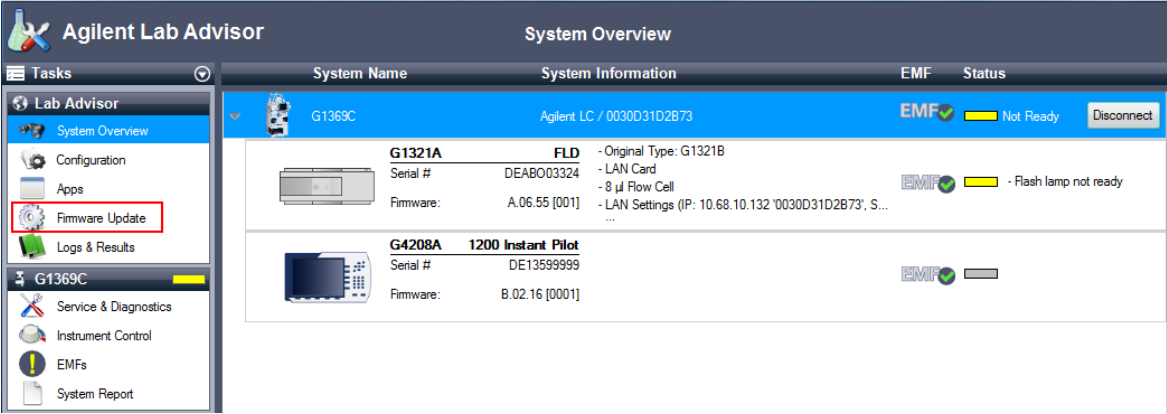 Agilent Lab Advisor
System Overview
Tasks
System Name System Information EMF Status
Lab Advisor
System Overview
Configuration
Apps
Firmware Update
Logs & Results
G1369C
Service & Diagnostics
Instrument Control
EMFs
System Report
G1369C Agilent LC / 0030D31D2B73 EMF Not Ready Disconnect
G1321A FLD
Serial # DEABO03324
Firmware: A.06.55 [001]
- Original Type: G1321B
- LAN Card
- 8 µl Flow Cell
- LAN Settings (IP: 10.68.10.132 '0030D31D2B73', S...
...
EMF - Flash lamp not ready
G4208A 1200 Instant Pilot
Serial # DE13599999
Firmware: B.02.16 [0001]
EMF